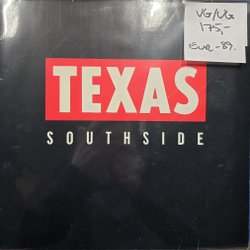 VG/VG
175,-
EUR -89.
TEXAS
SOUTHSIDE